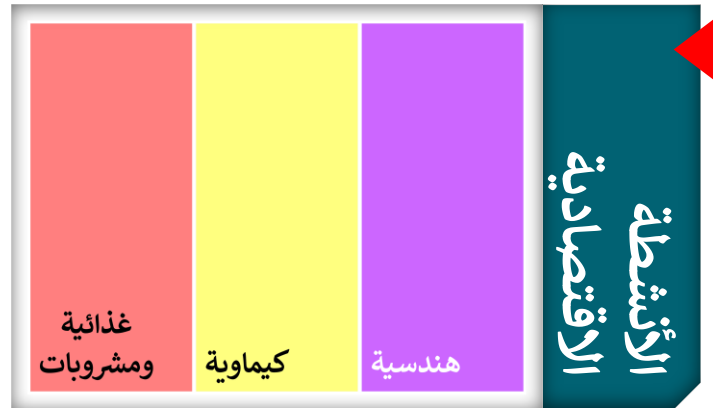 الأنشطة
الاقتصادية
هندسية
كيماوية
غذائية
ومشروبات